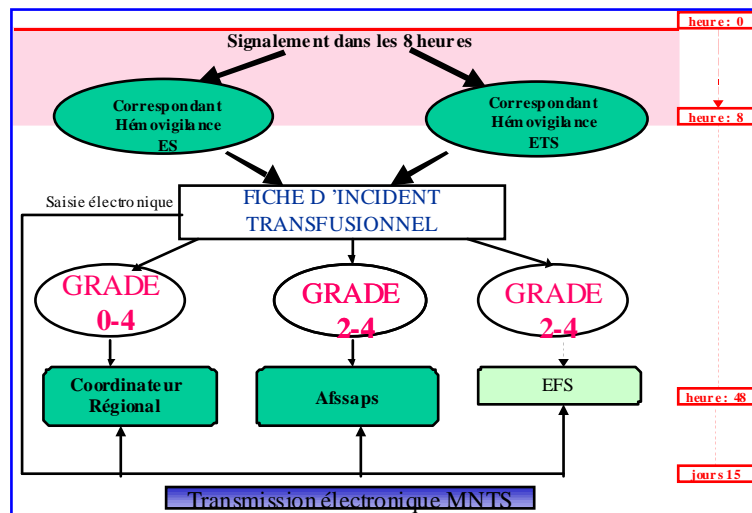 heure: 0
Signalement dans les 8 heures
Correspondant
Hémovigilance
ES
Correspondant
Hémovigilance
ETS
heure: 8
Saisie électronique
FICHE D 'INCIDENT
TRANSFUSIONNEL
GRADE
0-4
GRADE
2-4
GRADE
2-4
Coordinateur
Régional
Afssaps
EFS
heure: 48
jours 15
Transmission électronique MNTS